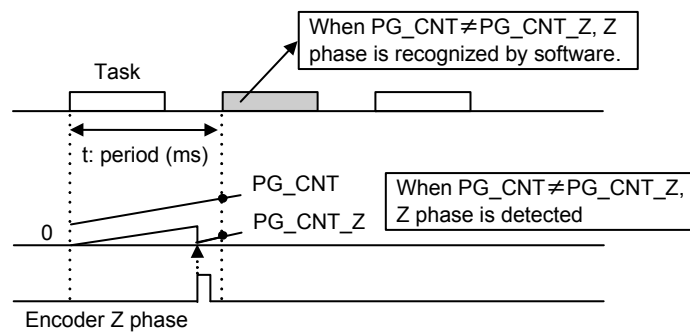 When PG_CNT≠PG_CNT_Z, Z
phase is recognized by software.
Task
t: period (ms)
PG_CNT
When PG_CNT≠PG_CNT_Z,
Z phase is detected
0
PG_CNT_Z
Encoder Z phase